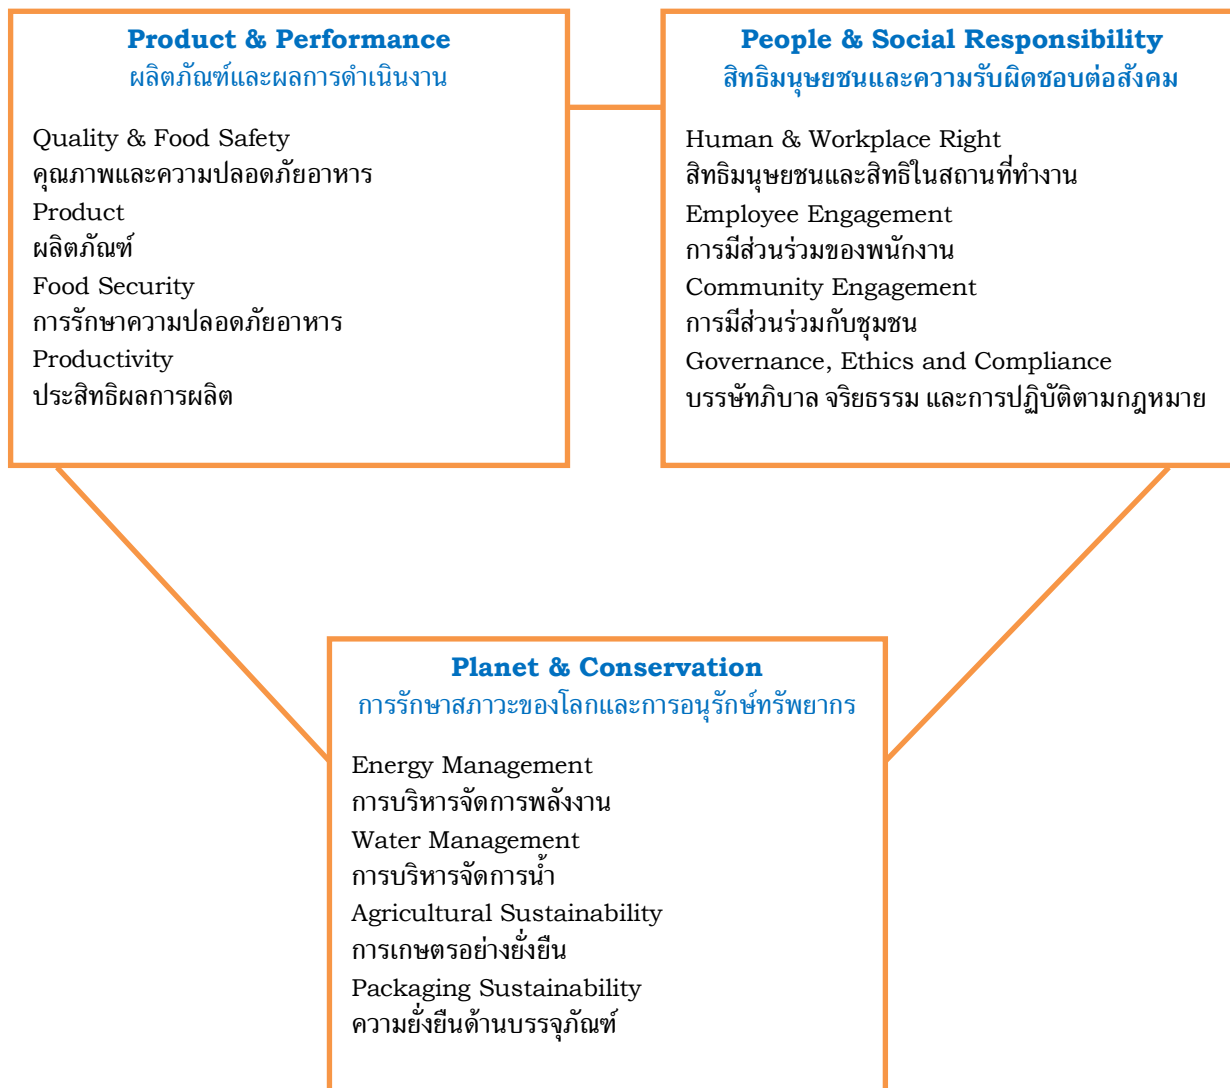 Product & Performance
ผลิตภัณฑ์และผลการดำเนินงาน
Quality & Food Safety
คุณภาพและความปลอดภัยอาหาร
Product
ผลิตภัณฑ์
Food Security
การรักษาความปลอดภัยอาหาร
Productivity
ประสิทธิผลการผลิต
People & Social Responsibility
สิทธิมนุษยชนและความรับผิดชอบต่อสังคม
Human & Workplace Right
สิทธิมนุษยชนและสิทธิในสถานที่ทำงาน
Employee Engagement
การมีส่วนร่วมของพนักงาน
Community Engagement
การมีส่วนร่วมกับชุมชน
Governance, Ethics and Compliance
บรรษัทภิบาล จริยธรรม และการปฏิบัติตามกฎหมาย
Planet & Conservation
การรักษาสภาวะของโลกและการอนุรักษ์ทรัพยากร
Energy Management
การบริหารจัดการพลังงาน
Water Management
การบริหารจัดการน้ำ
Agricultural Sustainability
การเกษตรอย่างยั่งยืน
Packaging Sustainability
ความยั่งยืนด้านบรรจุภัณฑ์